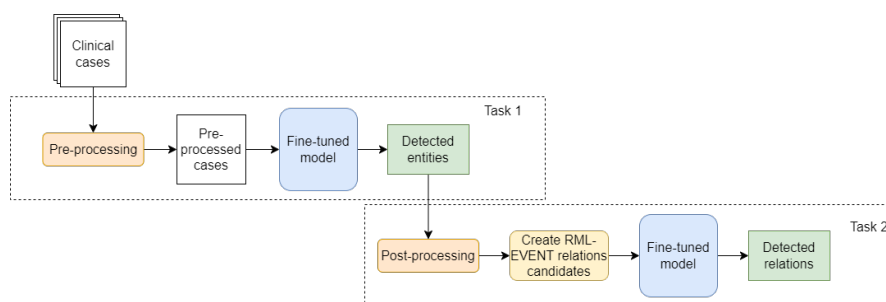 Clinical
cases
Task 1
Pre-processing
Pre-
processed
cases
Fine-tuned
model
Detected
entities
Task 2
Post-processing
Create RML-
EVENT relations
candidates
Fine-tuned
model
Detected
relations